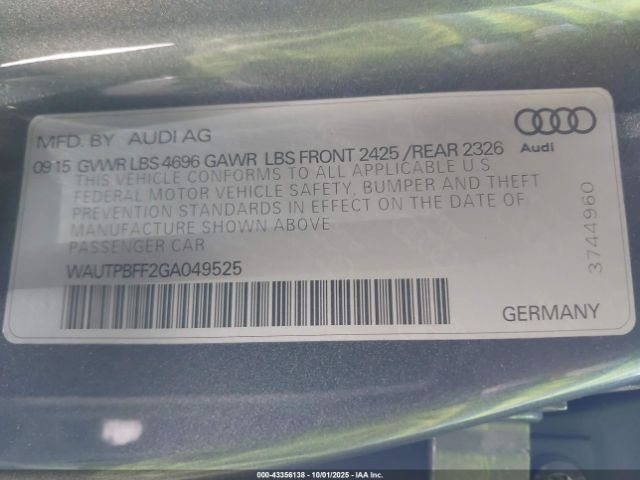 MFD. BY AUDI AG
Audi
09 15 GVWR LBS 4696 GAWR LBS FRONT 2425 /REAR 2326
THIS VEHICLE CONFORMS TO ALL APPLICABLE U.S
FEDERAL MOTOR VEHICLE SAFETY, BUMPER AND THEFT
PREVENTION STANDARDS IN EFFECT ON THE DATE OF
MANUFACTURE SHOWN ABOVE
PASSENGER CAR
WAUTPBFF2GA049525
GERMANY
3744960
000-43356138 - 10/01/2025 - IAA Inc.